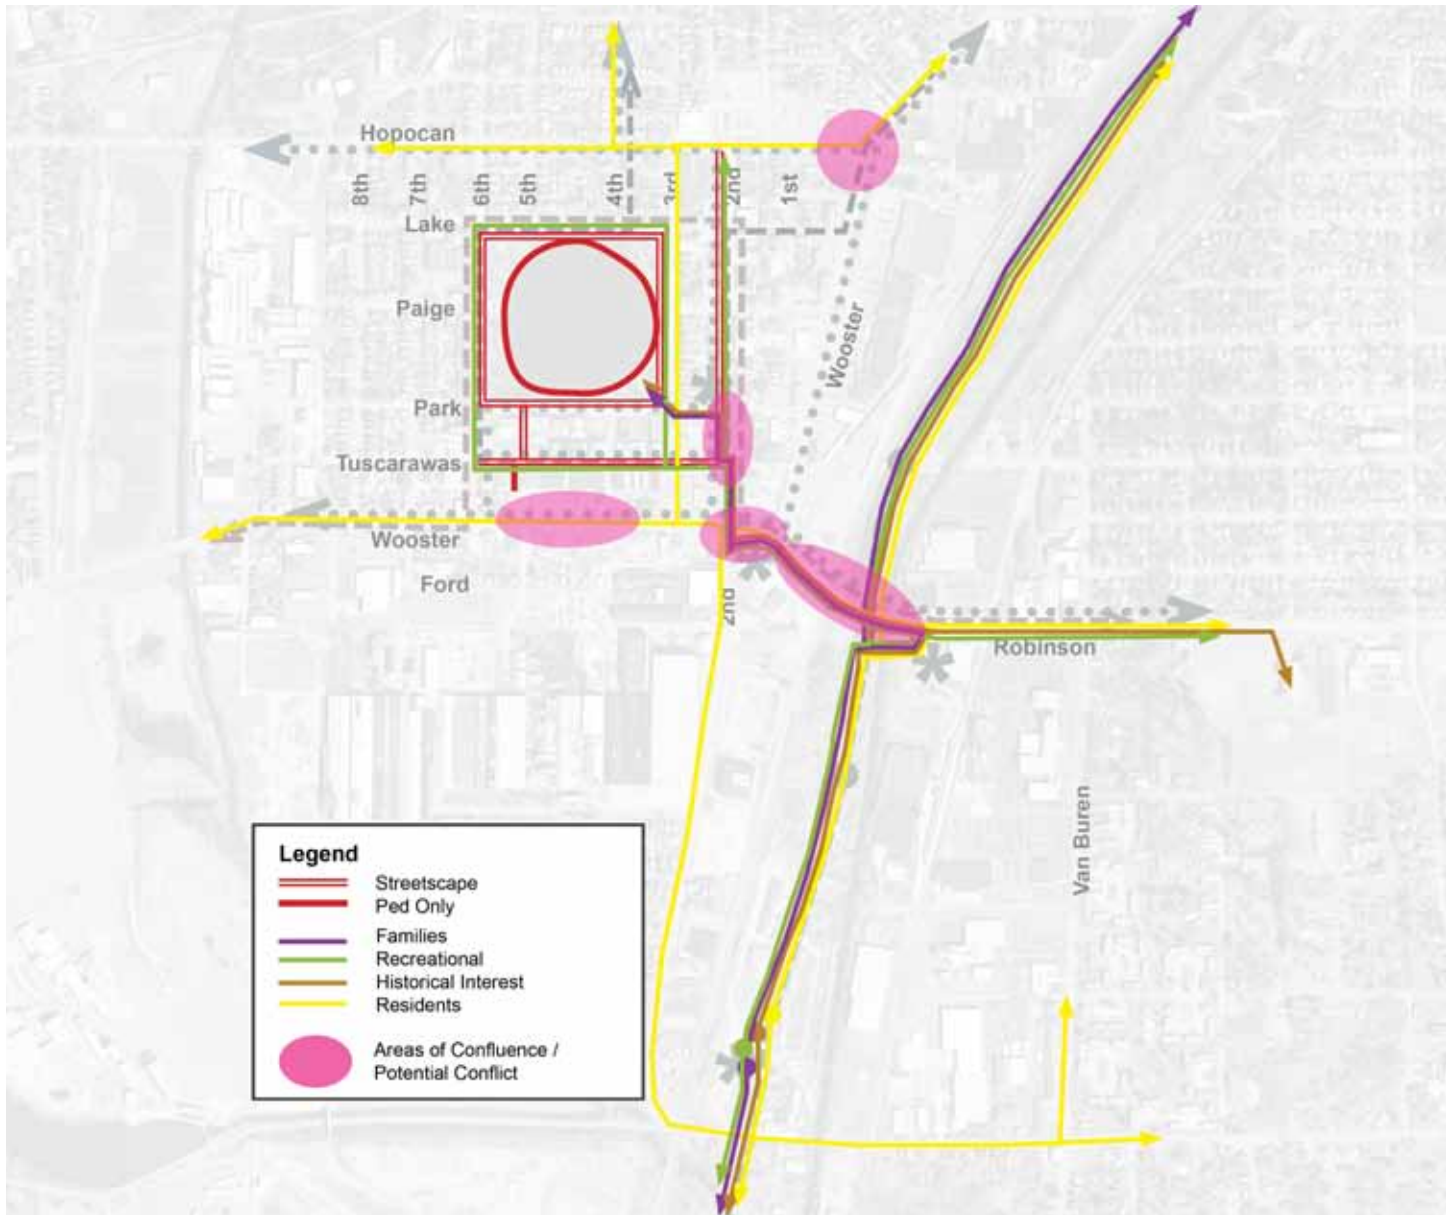 Hopocan
8th
7th
6th
5th
4th
3rd
2nd
1st
Lake
Paige
Wooster
Park
Tuscarawas
Wooster
Ford
2nd
Robinson
Van Buren
Legend
Streetscape
Ped Only
Families
Recreational
Historical Interest
Residents
Areas of Confluence /
Potential Conflict